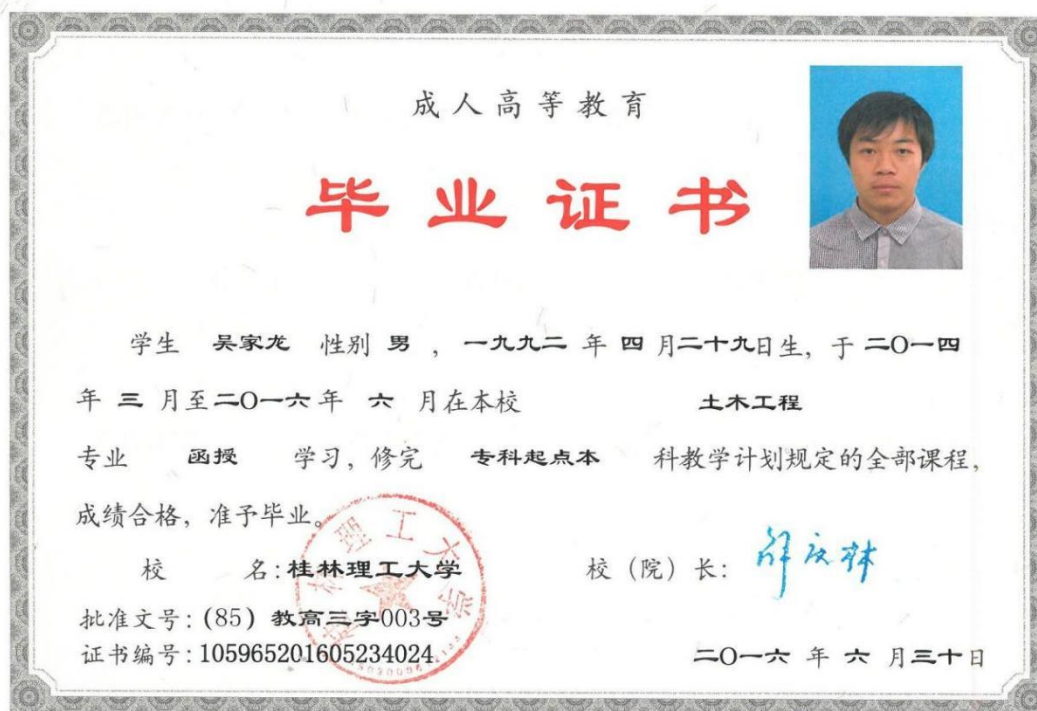 成人高等教育
毕业证书
学生 吴家龙 性别 男 ，一九九二 年 四 月二十九日生，于 二O一四
年 三 月至二O一六年 六 月在本校 土木工程
专业 函授 学习，修完 专科起点本 科教学计划规定的全部课程，
成绩合格，准予毕业。
校 名：桂林理工大学 校（院）长：
批准文号：(85) 教高三字003号
证书编号：105965201605234024
二O一六 年 六 月三十日